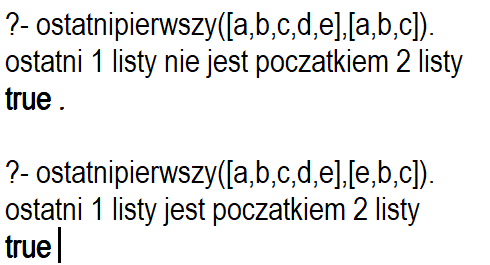 ?- ostatnipierwszy([a,b,c,d,e],[a,b,c]).
ostatni 1 listy nie jest poczatkiem 2 listy
true .
?- ostatnipierwszy([a,b,c,d,e],[e,b,c]).
ostatni 1 listy jest poczatkiem 2 listy
true